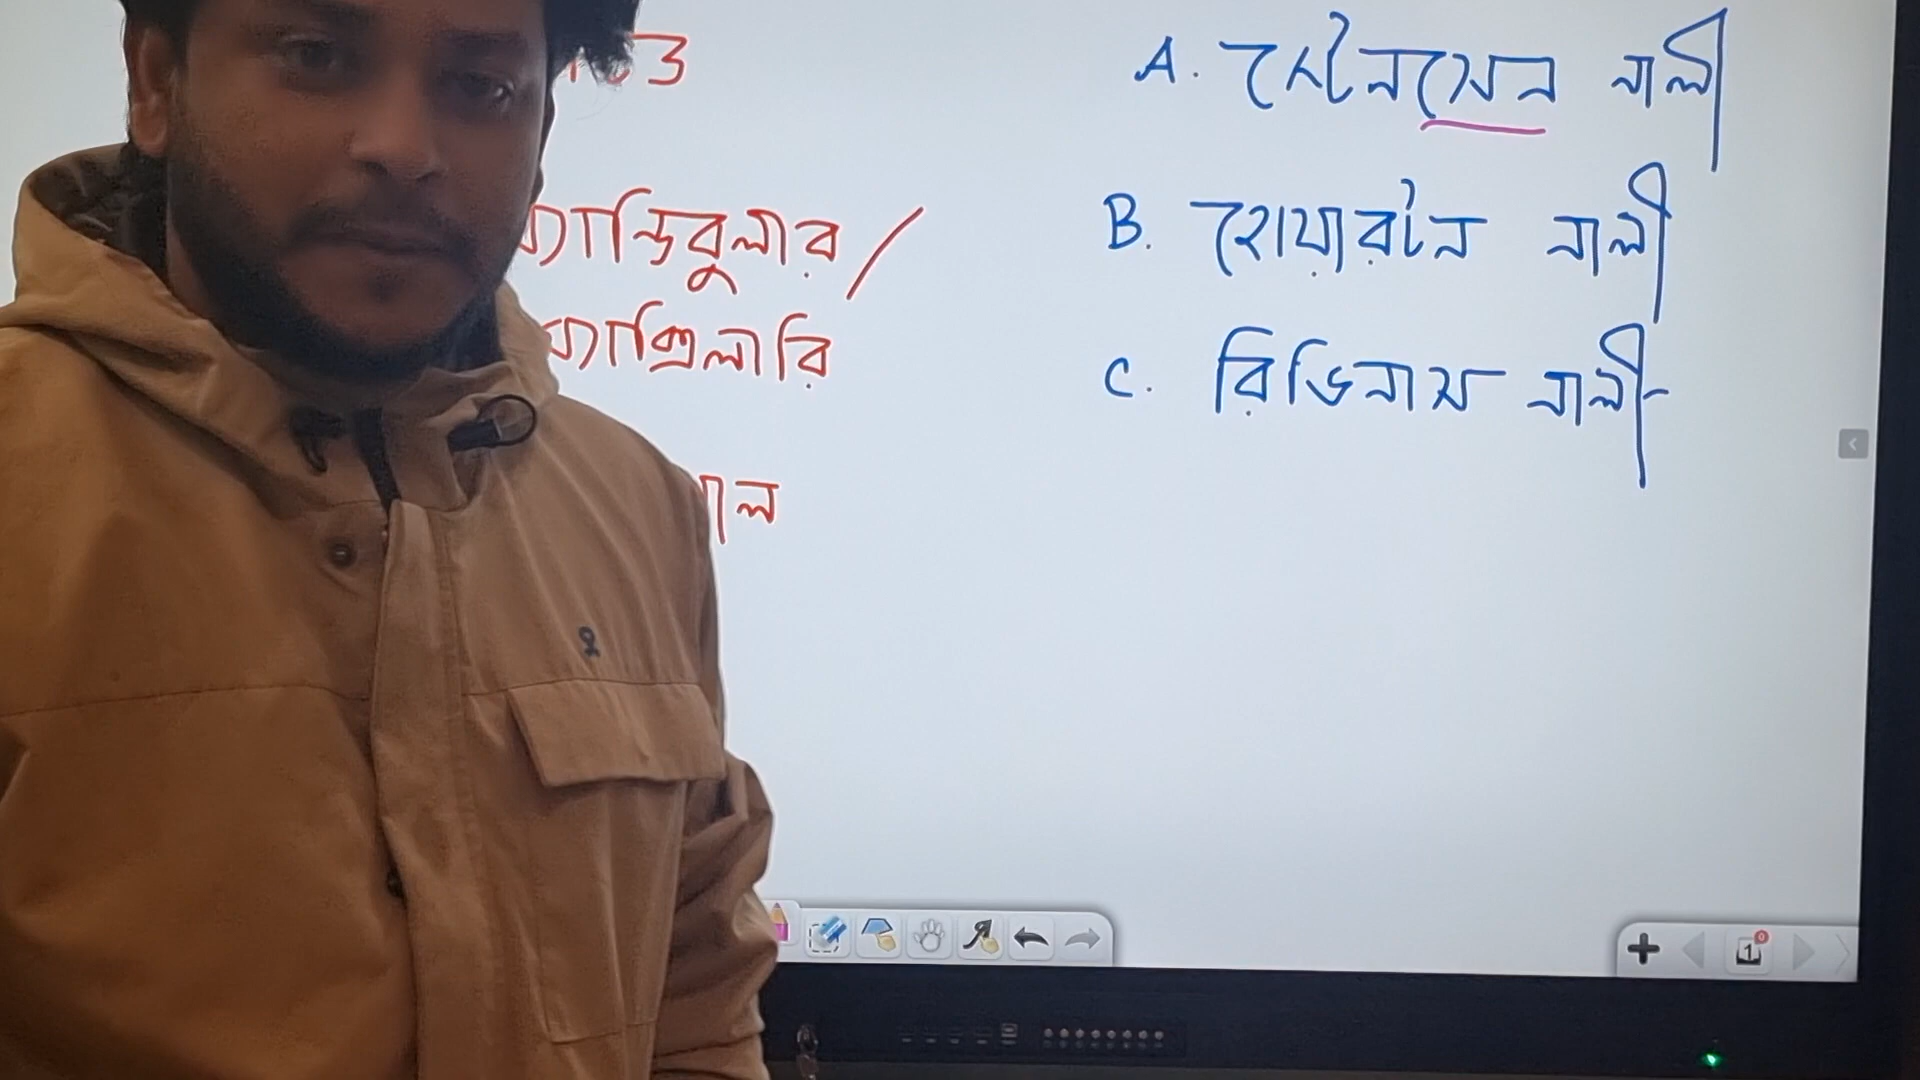 A. স্টেনসেন নালী
্যান্ডিবুলার /
B. হোয়ারটন নালী
্যাক্সিলারি
C. রিভিনাস নালী
াল